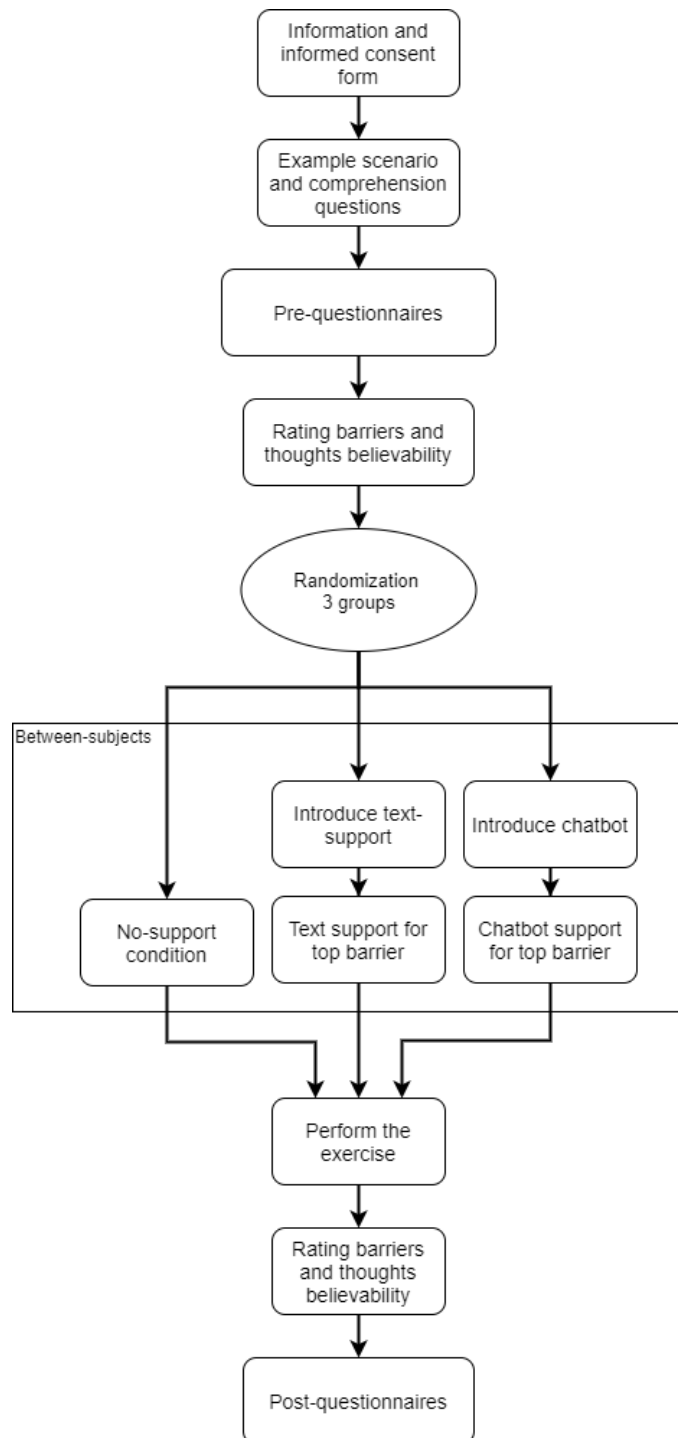 Information and
informed consent
form
Example scenario
and comprehension
questions
Pre-questionnaires
Rating barriers and
thoughts believability
Randomization
3 groups
Between-subjects
Introduce text-
support
Introduce chatbot
No-support
condition
Text support for
top barrier
Chatbot support
for top barrier
Perform the
exercise
Rating barriers
and thoughts
believability
Post-questionnaires